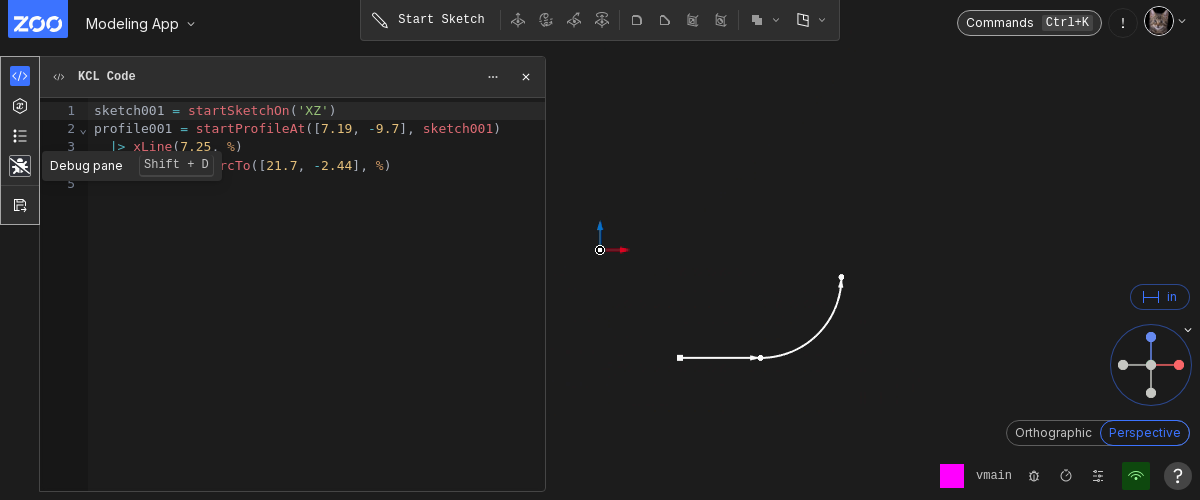 ZOO Modeling App
Start Sketch
Commands Ctrl+K !
KCL Code
1 sketch001 = startSketchOn('XZ')
2 profile001 = startProfileAt([7.19, -9.7], sketch001)
3 |> xLine(7.25, %)
Debug pane Shift + D
rcTo([21.7, -2.44], %)
5
in
Orthographic Perspective
vmain ?